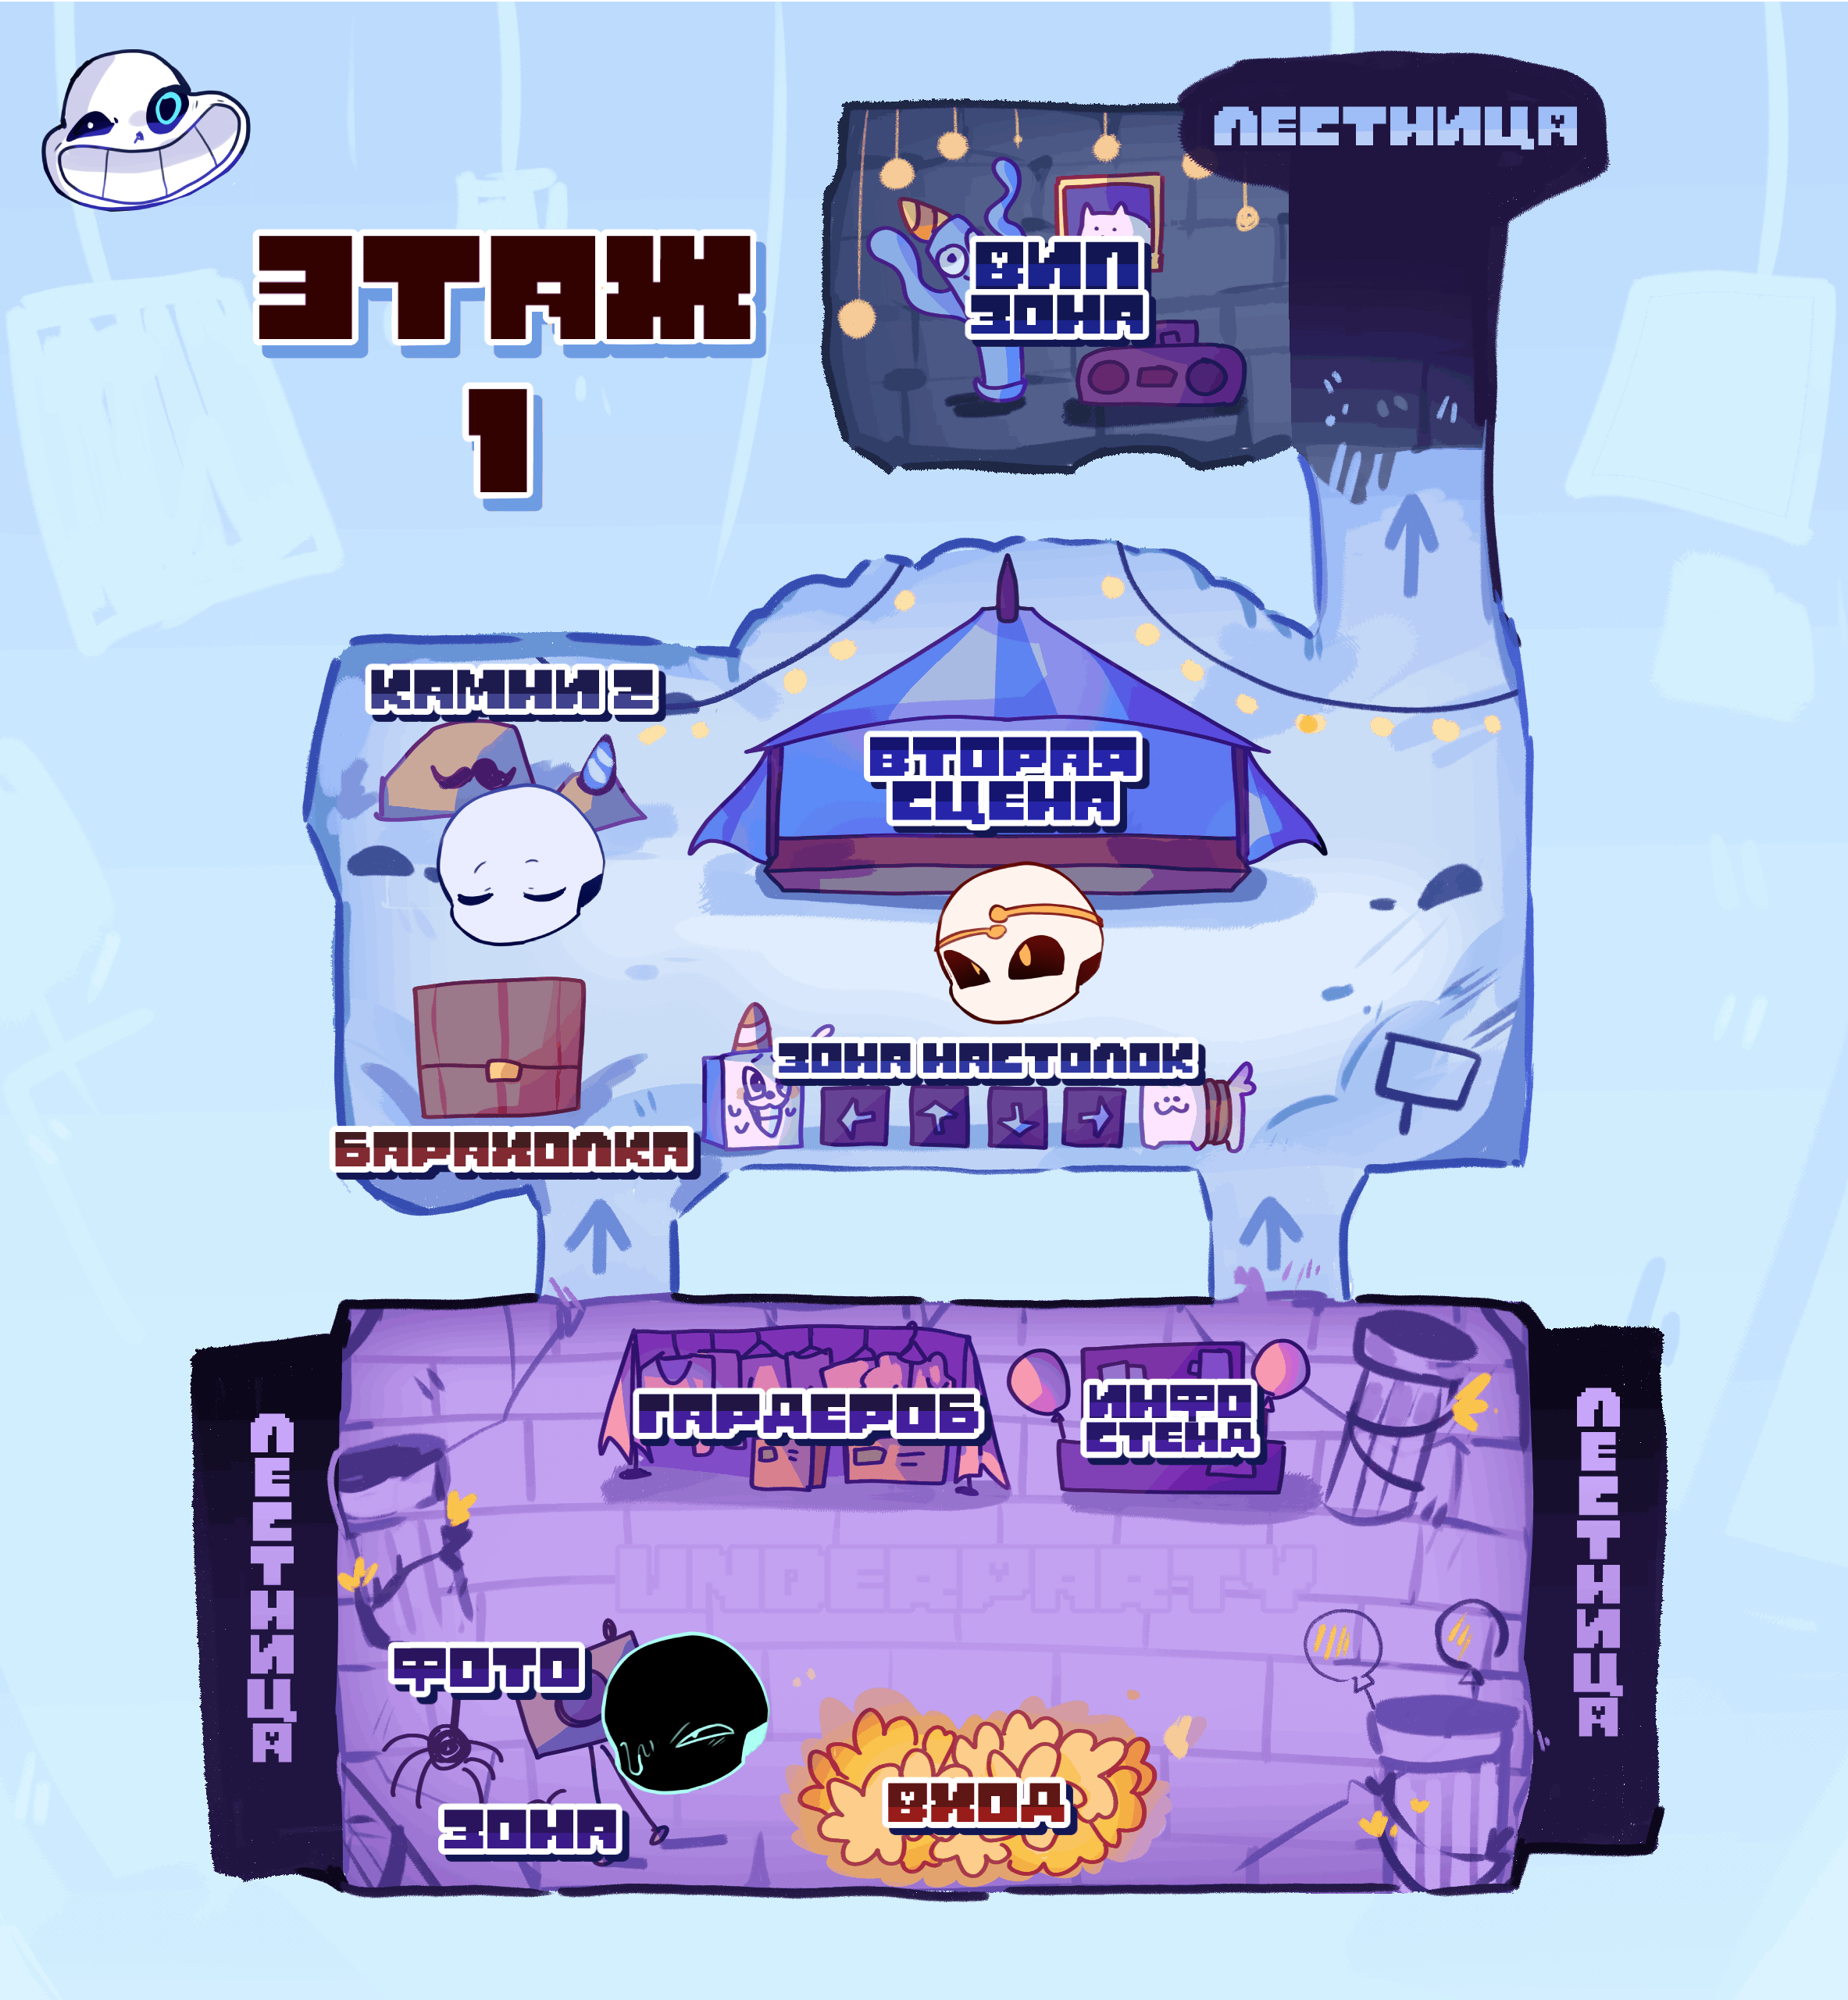 ЛЕСТНИЦА
ЭТАЖ
1
ВИП
ЗОНА
КАМНИ 2
ВТОРАЯ
СЦЕНА
ЗОНА НАСТОЛОК
БАРАХОЛКА
ГАРДЕРОБ
ИНФО
СТЕНД
ЛЕСТНИЦА
ЛЕСТНИЦА
UNDERPARTY
ФОТО
ЗОНА
ВХОД